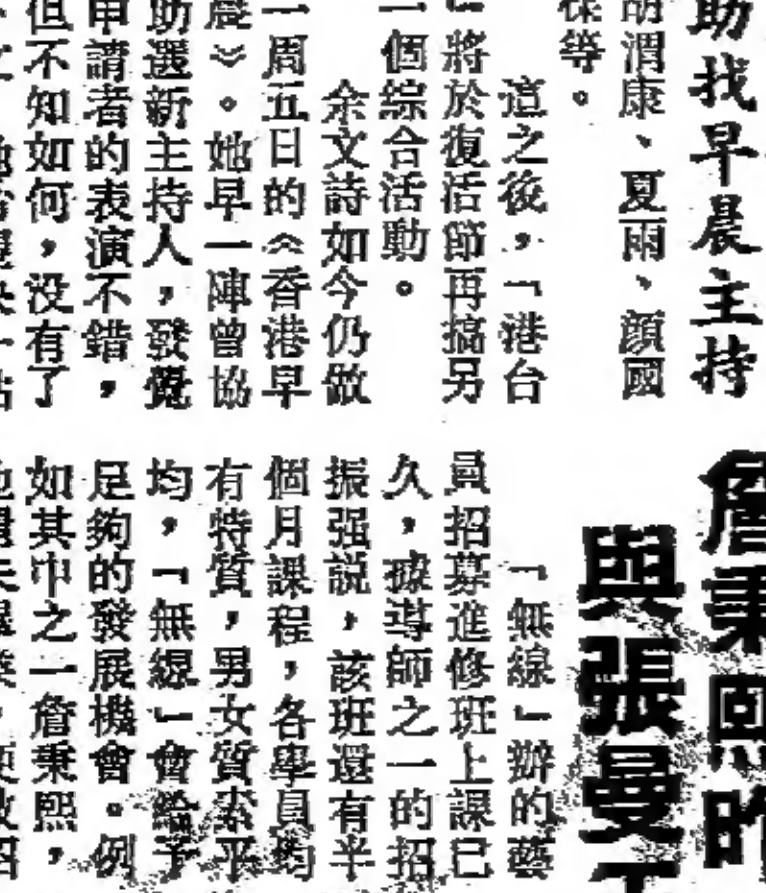 助找早晨主持
胡渭康、夏雨、顏國
樑等。
這之後，「港台
」將於復活節再搞另
一個綜合活動。
余文詩如今仍做
一周五日的《香港早
晨》。她早一陣曾協
助選新主持人，發覺
申請者的表演不錯，
但不知如何，没有了
詹秉熙昨
與張曼
「無線」辦的藝
員招募進修班上課已
久，據導師之一的招
振强説，該班還有半
個月課程，各學員均
有特質，男女質素平
均，「無線」會給予
足夠的發展機會。例
如其中之一詹秉熙，